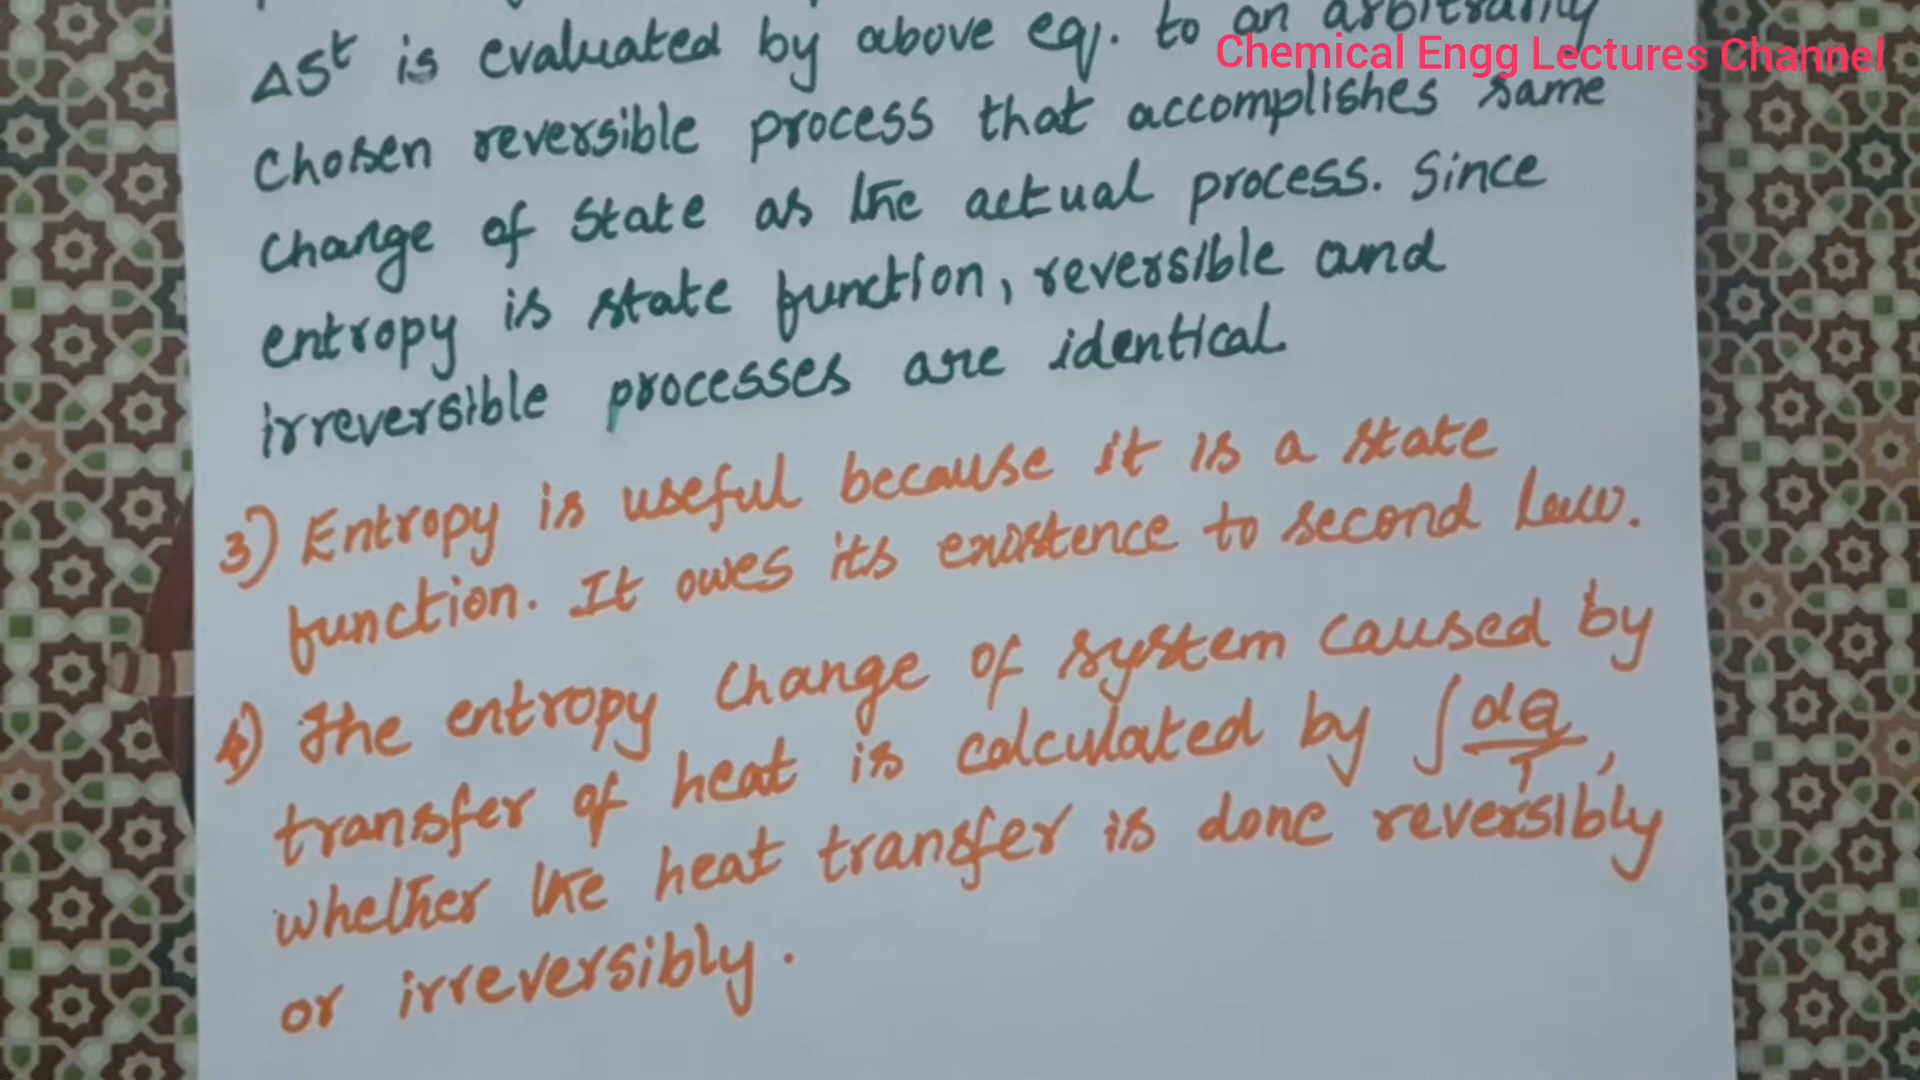 Chemical Engg Lectures Channel
ΔSᵗ is evaluated by above eq. to an arbitrarily
chosen reversible process that accomplishes same
change of state as the actual process. Since
entropy is state function, reversible and
irreversible processes are identical.
3) Entropy is useful because it is a state
function. It owes its existence to second law.
4) The entropy change of system caused by
transfer of heat is calculated by ∫ dQ/T,
whether the heat transfer is done reversibly
or irreversibly.